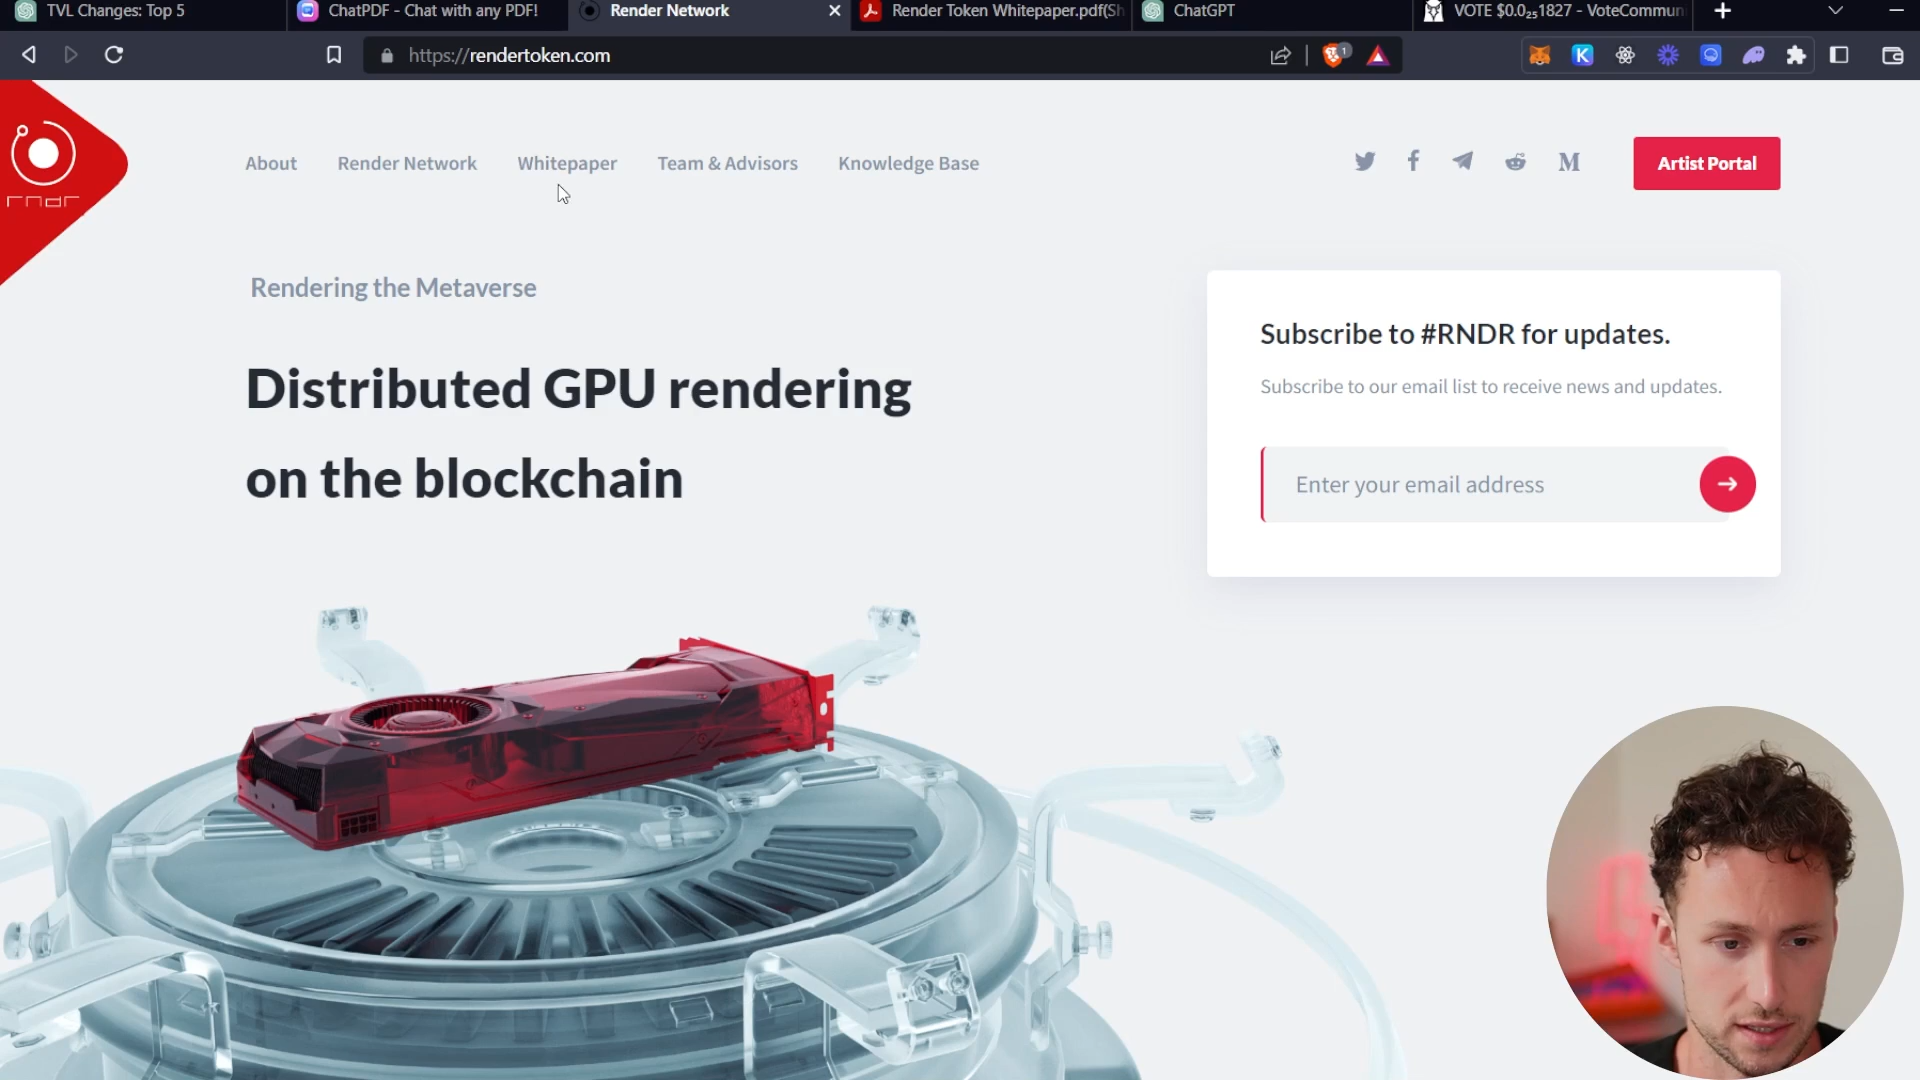 TVL Changes: Top 5
ChatPDF - Chat with any PDF!
Render Network
Render Token Whitepaper.pdf(Sh
ChatGPT
VOTE $0.0₂₅1827 - VoteCommuni
https://rendertoken.com
1
K
rndr
About
Render Network
Whitepaper
Team & Advisors
Knowledge Base
M
Artist Portal
Rendering the Metaverse
Distributed GPU rendering
on the blockchain
Subscribe to #RNDR for updates.
Subscribe to our email list to receive news and updates.
Enter your email address